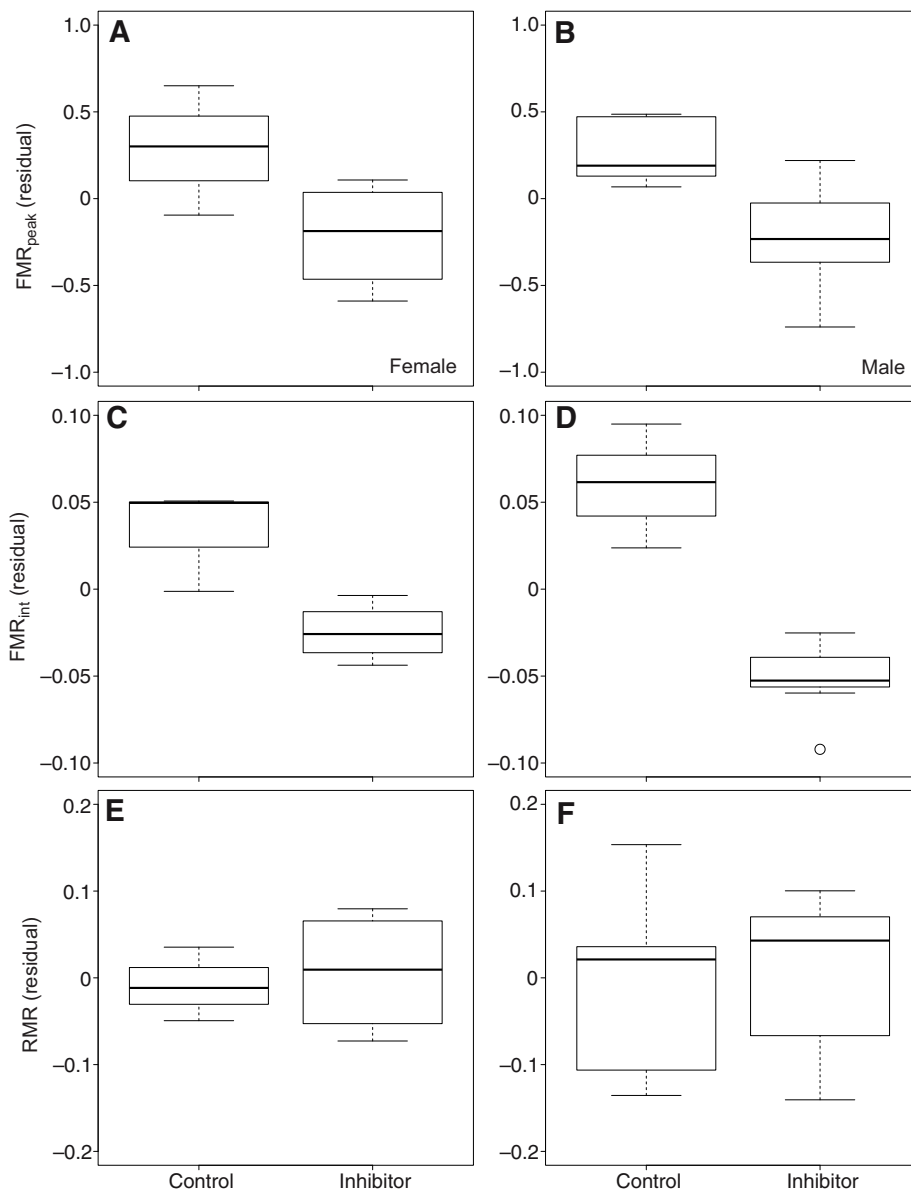 A
B
1.0
0.5
0
–0.5
–1.0
FMRpeak (residual)
Female
1.0
0.5
0
–0.5
–1.0
Male
C
D
0.10
0.05
0
–0.05
–0.10
FMRint (residual)
0.10
0.05
0
–0.05
–0.10
E
F
0.2
0.1
0
–0.1
–0.2
RMR (residual)
0.2
0.1
0
–0.1
–0.2
Control
Inhibitor
Control
Inhibitor